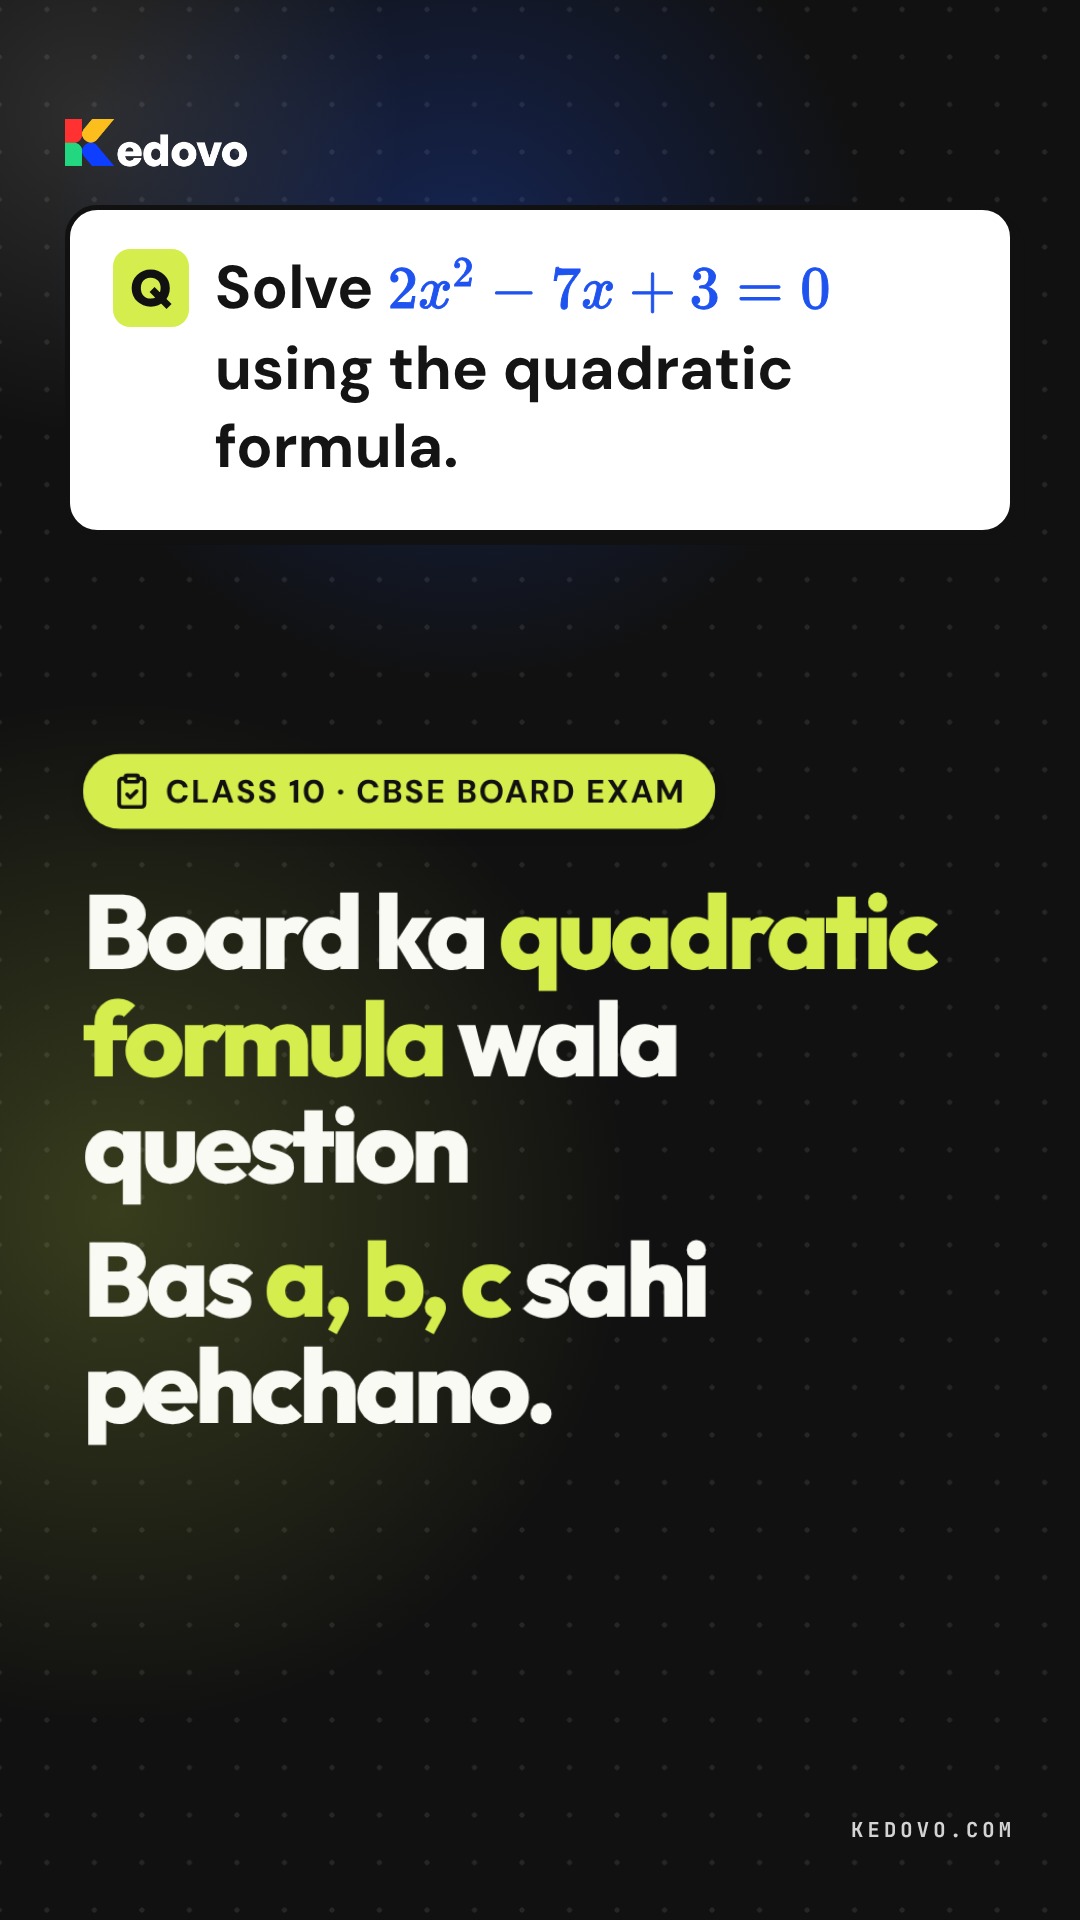 Kedovo
Q Solve 2x² − 7x + 3 = 0
using the quadratic
formula.
CLASS 10 · CBSE BOARD EXAM
Board ka quadratic
formula wala
question
Bas a, b, c sahi
pehchano.
KEDOVO.COM